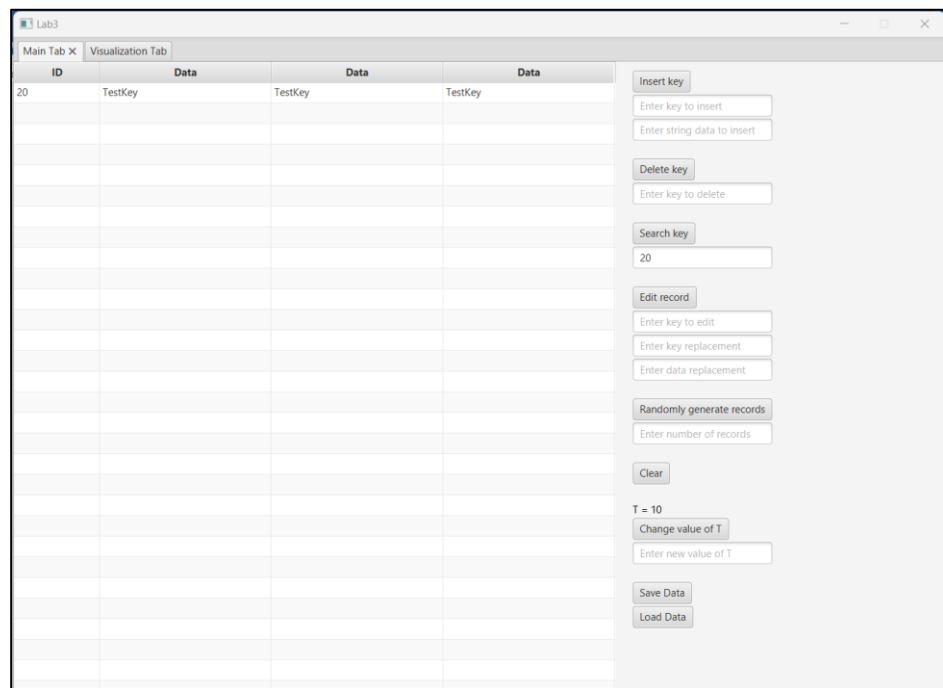 Lab3
Main Tab Visualization Tab
ID Data Data Data
20 TestKey TestKey TestKey
Insert key
Enter key to insert
Enter string data to insert
Delete key
Enter key to delete
Search key
20
Edit record
Enter key to edit
Enter key replacement
Enter data replacement
Randomly generate records
Enter number of records
Clear
T = 10
Change value of T
Enter new value of T
Save Data
Load Data